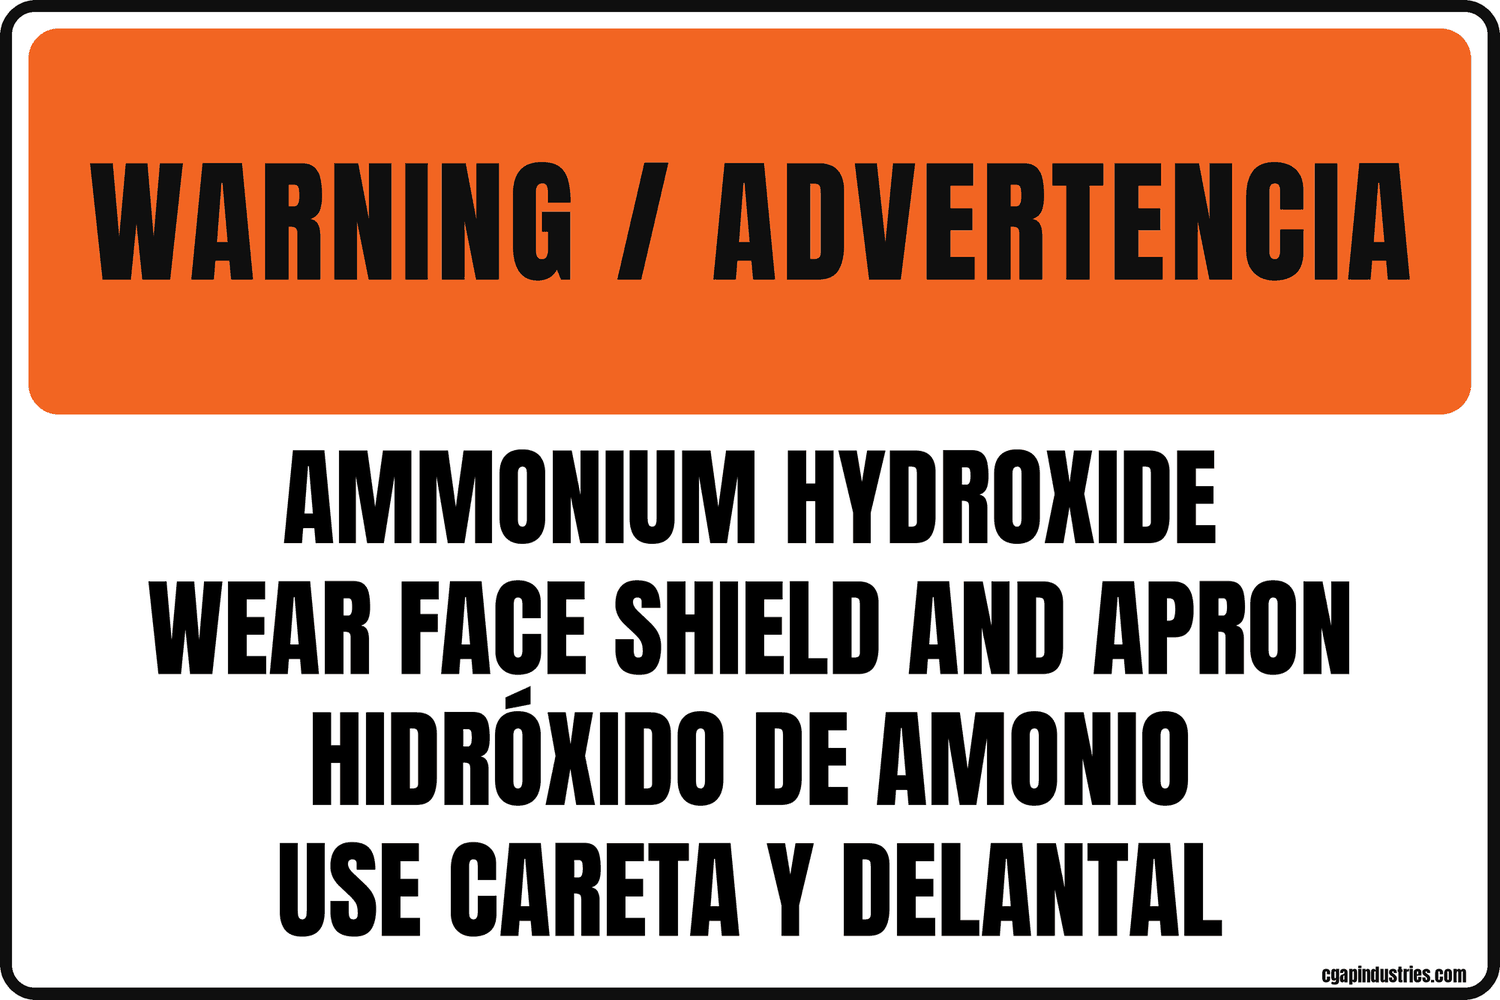 WARNING / ADVERTENCIA
AMMONIUM HYDROXIDE
WEAR FACE SHIELD AND APRON
HIDRÓXIDO DE AMONIO
USE CARETA Y DELANTAL
cgapindustries.com